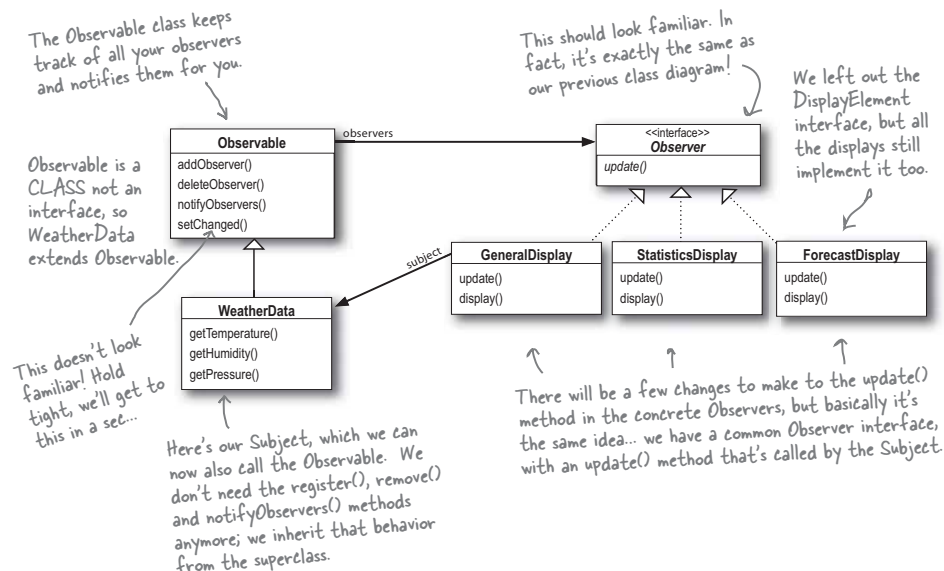 The Observable class keeps
track of all your observers
and notifies them for you.
This should look familiar. In
fact, it's exactly the same as
our previous class diagram!
We left out the
DisplayElement
interface, but all
the displays still
implement it too.
Observable
addObserver()
deleteObserver()
notifyObservers()
setChanged()
observers
<<interface>>
Observer
update()
Observable is a
CLASS not an
interface, so
WeatherData
extends Observable.
subject
GeneralDisplay
update()
display()
StatisticsDisplay
update()
display()
ForecastDisplay
update()
display()
WeatherData
getTemperature()
getHumidity()
getPressure()
This doesn't look
familiar! Hold
tight, we'll get to
this in a sec...
Here's our Subject, which we can
now also call the Observable. We
don't need the register(), remove()
and notifyObservers() methods
anymore; we inherit that behavior
from the superclass.
There will be a few changes to make to the update()
method in the concrete Observers, but basically it's
the same idea... we have a common Observer interface,
with an update() method that's called by the Subject.